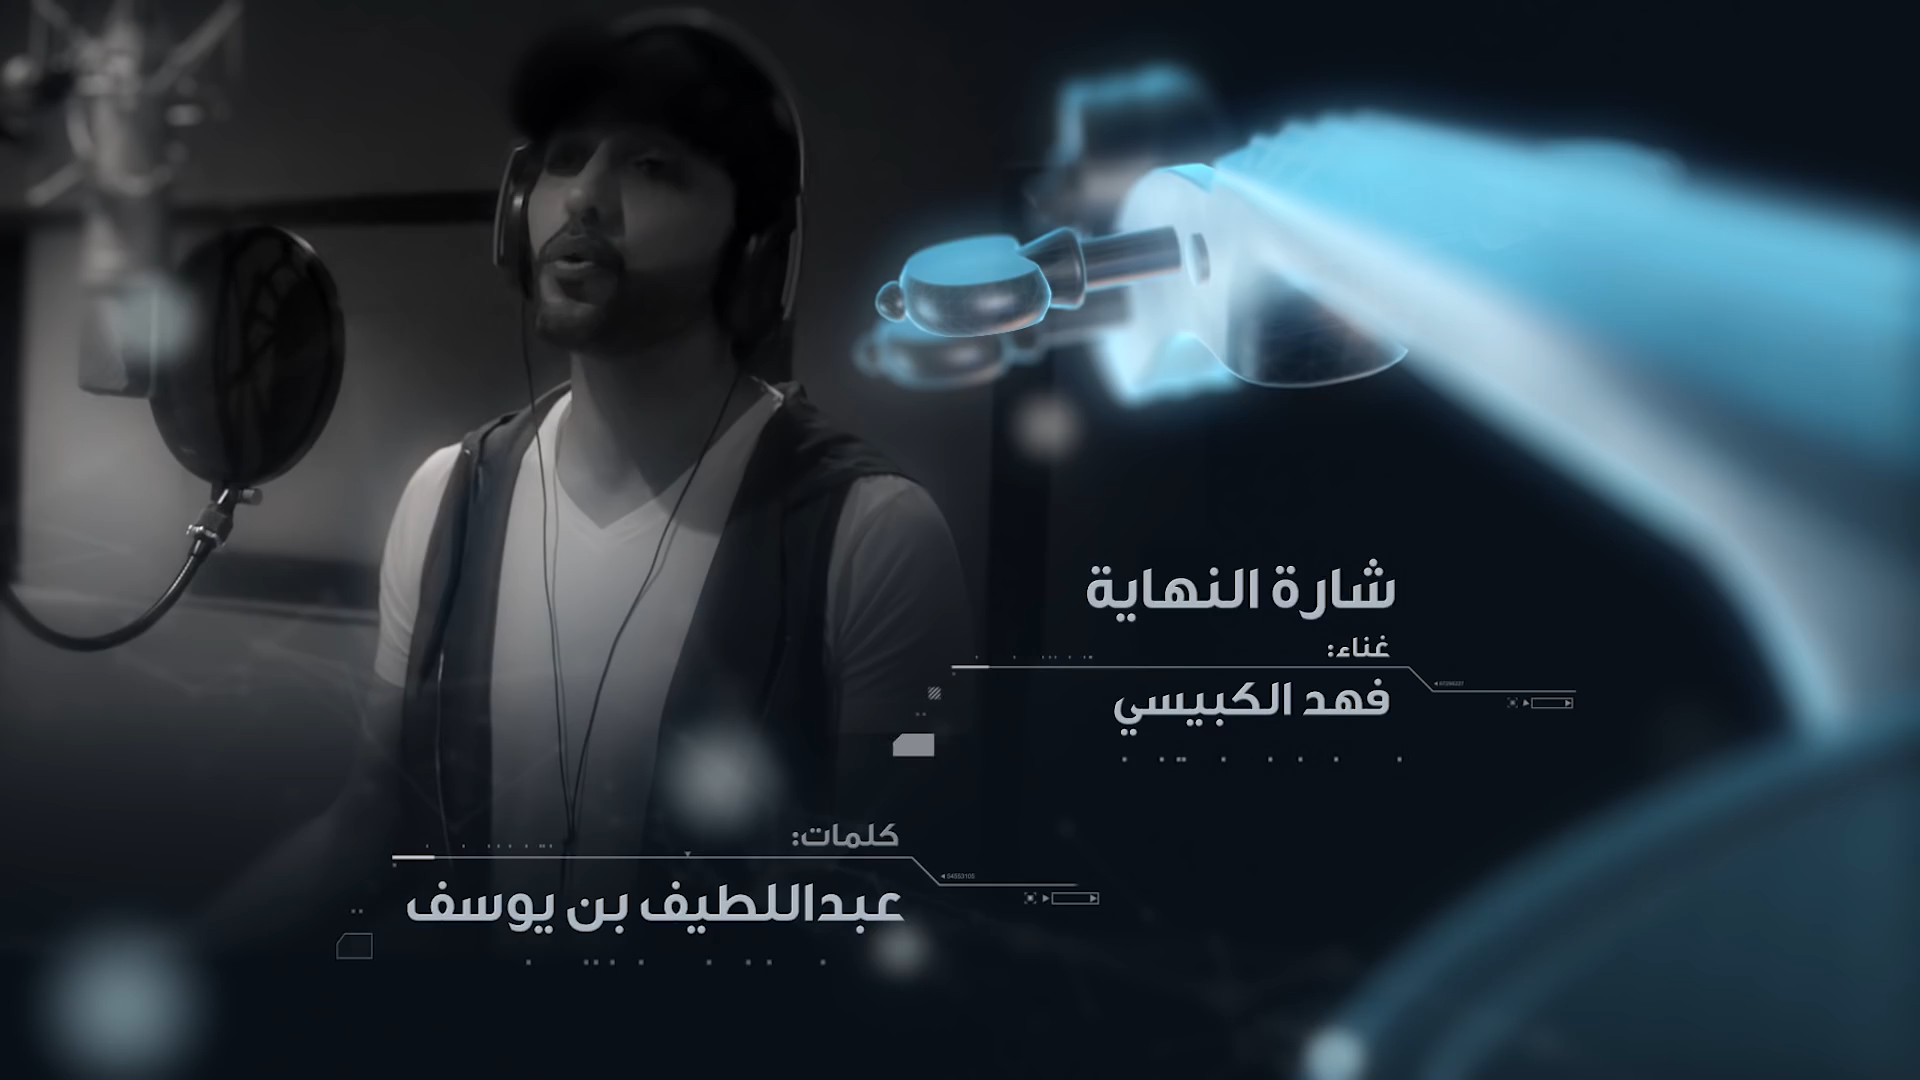 شارة النهاية
غناء:
فهد الكبيسي
كلمات:
عبداللطيف بن يوسف